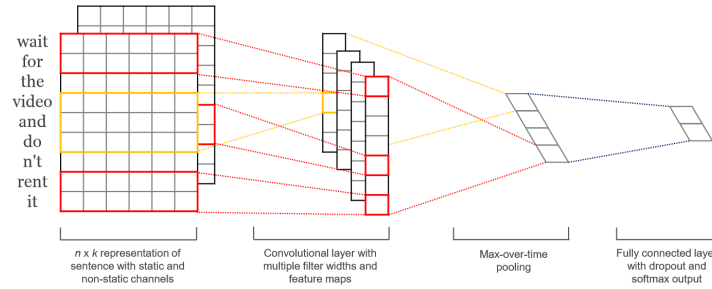 wait
for
the
video
and
do
n't
rent
it
n x k representation of
sentence with static and
non-static channels
Convolutional layer with
multiple filter widths and
feature maps
Max-over-time
pooling
Fully connected layer
with dropout and
softmax output